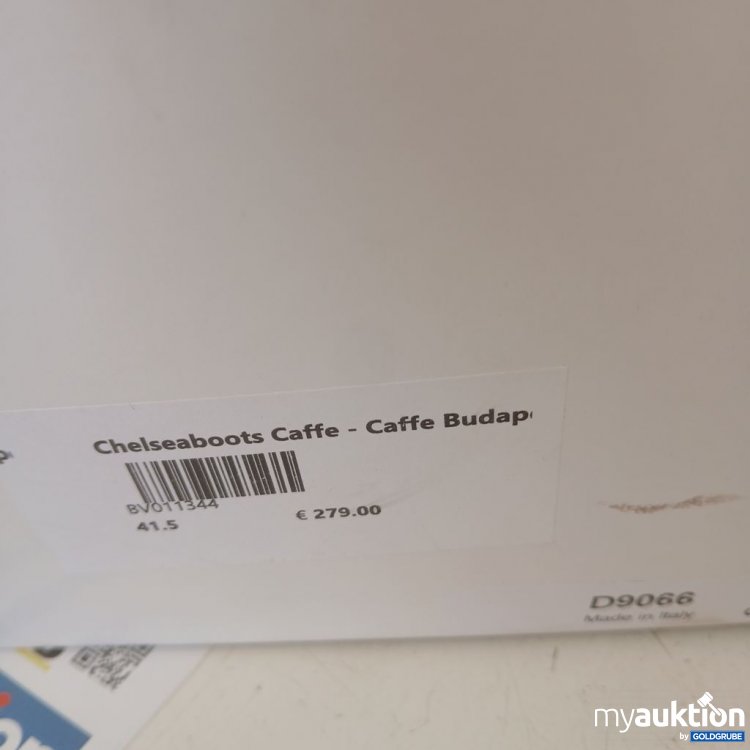 Chelseaboots Caffe - Caffe Budap
BV011344
41.5
€ 279.00
D9066
Made in Italy
myauktion
by GOLDGRUBE